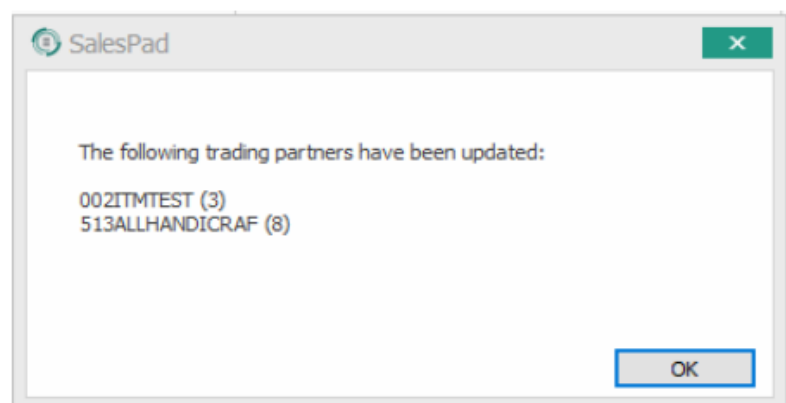 SalesPad
The following trading partners have been updated:
002ITMTEST (3)
513ALLHANDICRAF (8)
OK